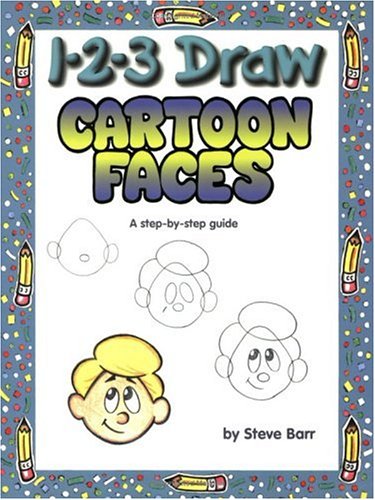 1-2-3 Draw
CARTOON
FACES
A step-by-step guide
by Steve Barr